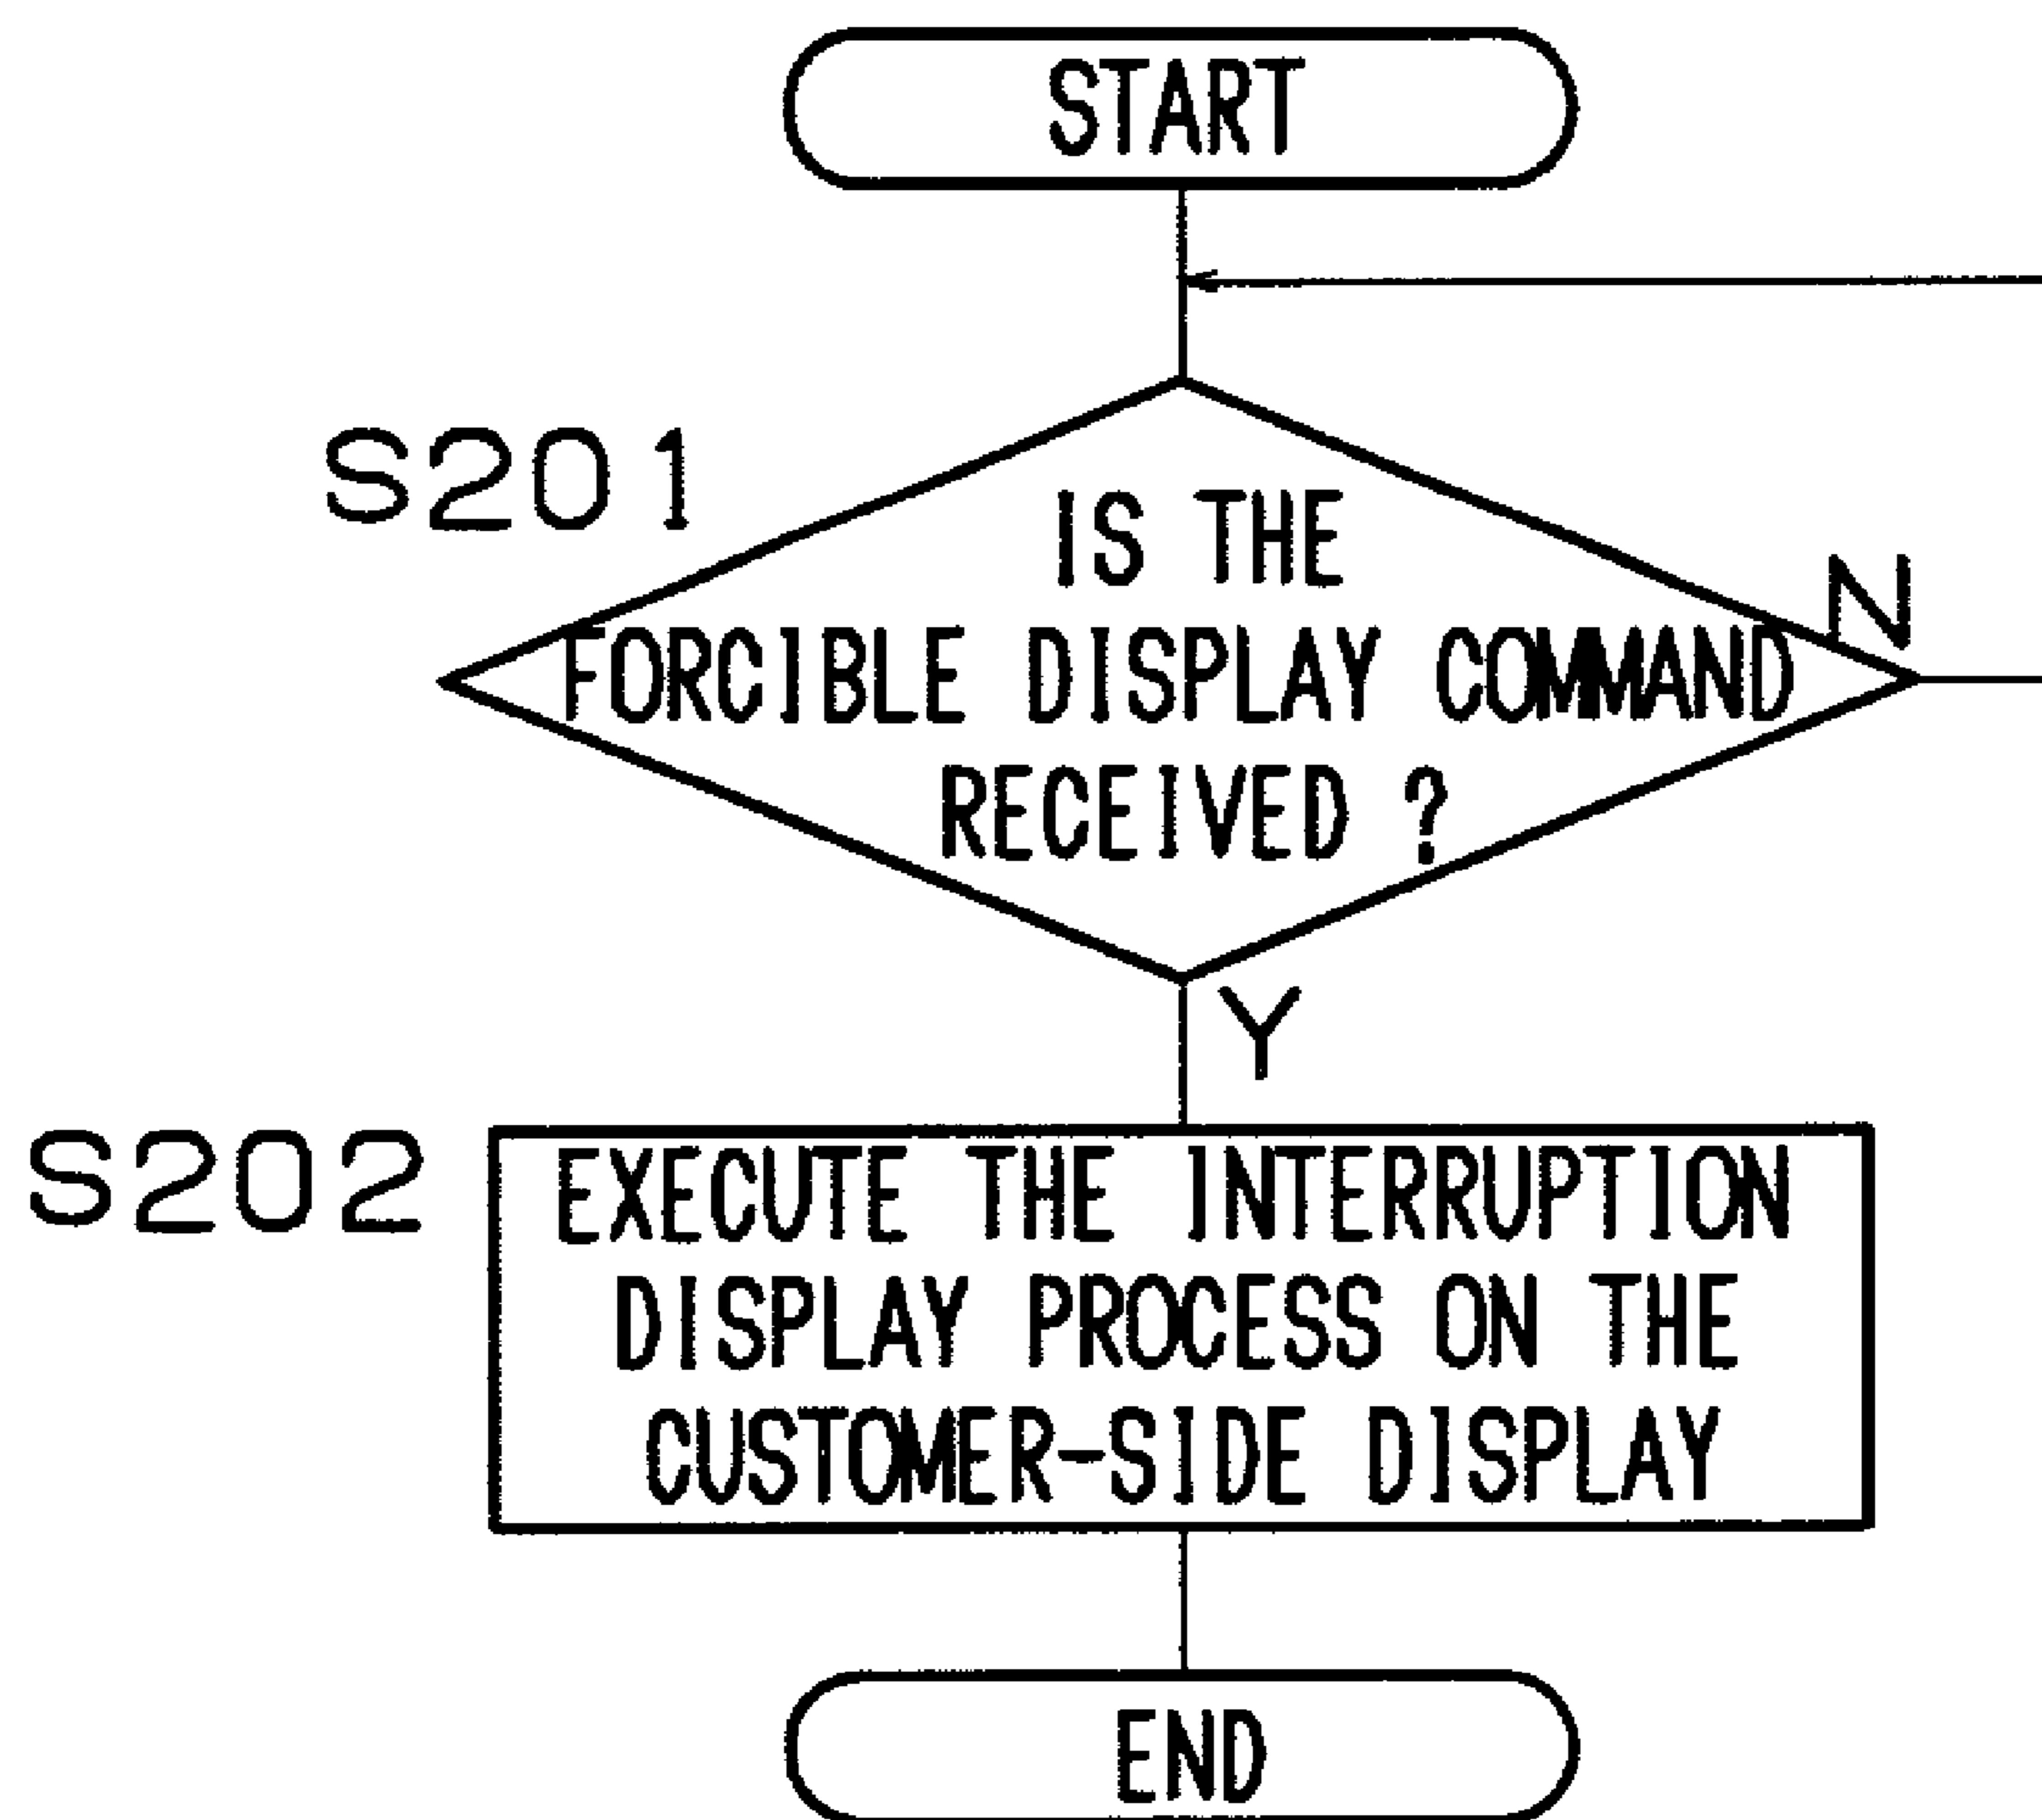 START
S201
IS THE
N
FORCIBLE DISPLAY COMMAND
RECEIVED ?
Y
S202
EXECUTE THE INTERRUPTION
DISPLAY PROCESS ON THE
CUSTOMER-SIDE DISPLAY
END